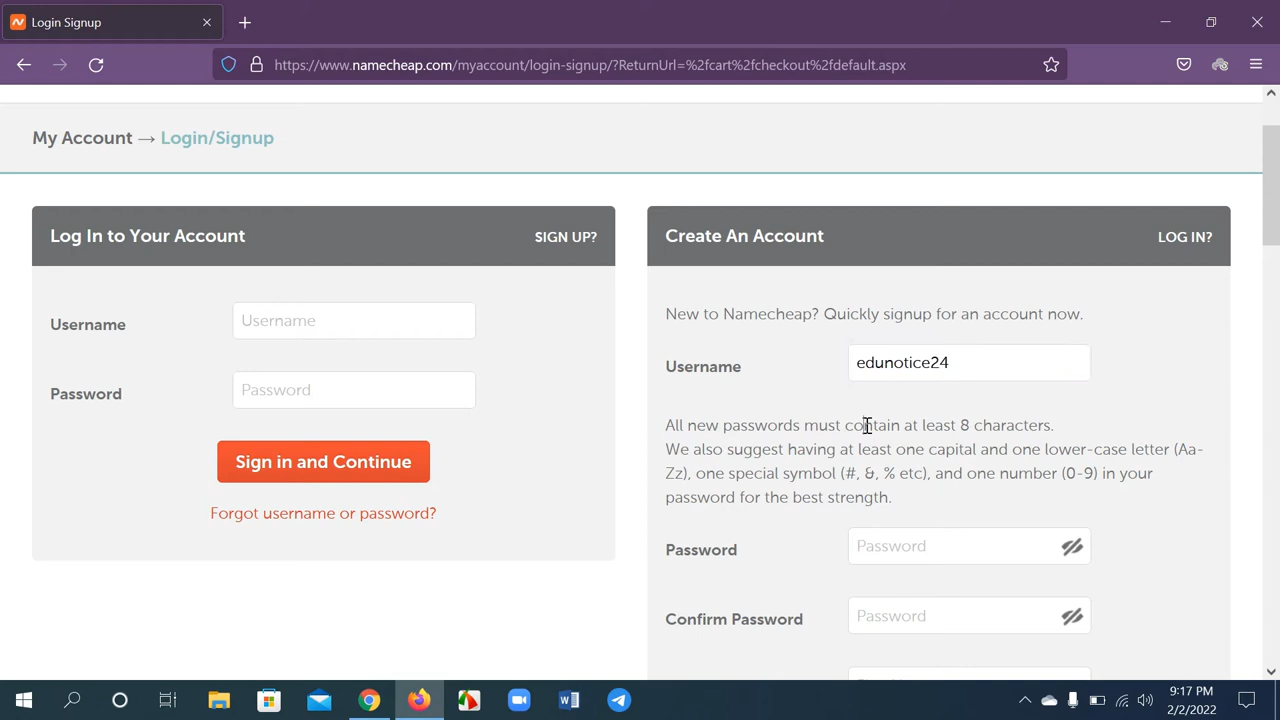 Login Signup
https://www.namecheap.com/myaccount/login-signup/?ReturnUrl=%2fcart%2fcheckout%2fdefault.aspx
My Account → Login/Signup
Log In to Your Account
SIGN UP?
Username
Username
Password
Password
Sign in and Continue
Forgot username or password?
Create An Account
LOG IN?
New to Namecheap? Quickly signup for an account now.
Username
edunotice24
All new passwords must contain at least 8 characters.
We also suggest having at least one capital and one lower-case letter (Aa-
Zz), one special symbol (#, &, % etc), and one number (0-9) in your
password for the best strength.
Password
Password
Confirm Password
Password
9:17 PM
2/2/2022